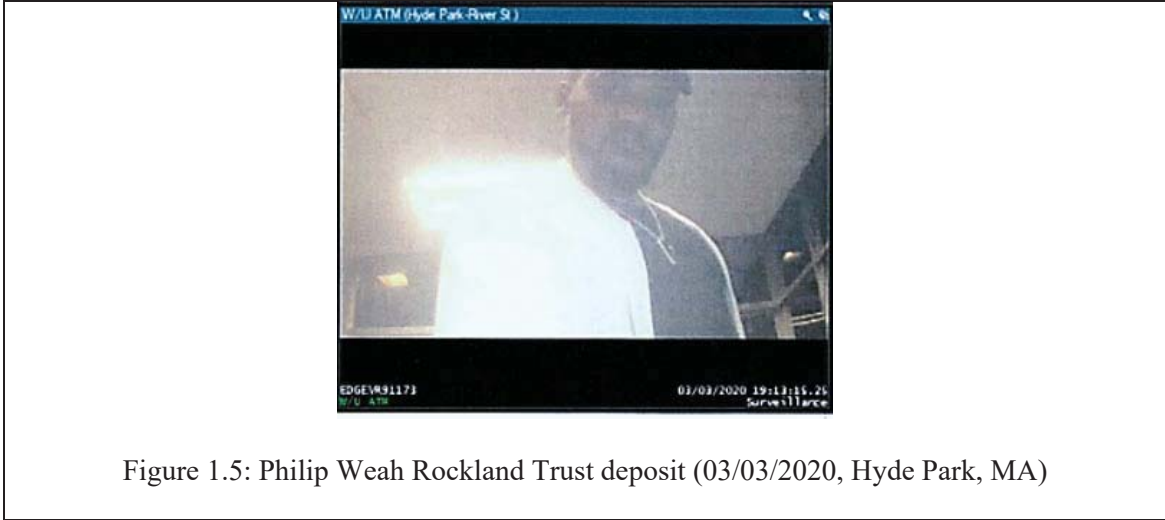 W/U ATM (Hyde Park-River St )
EDGEVR91173
03/03/2020 19:13:15.25
W/U ATM
Surveillance
Figure 1.5: Philip Weah Rockland Trust deposit (03/03/2020, Hyde Park, MA)